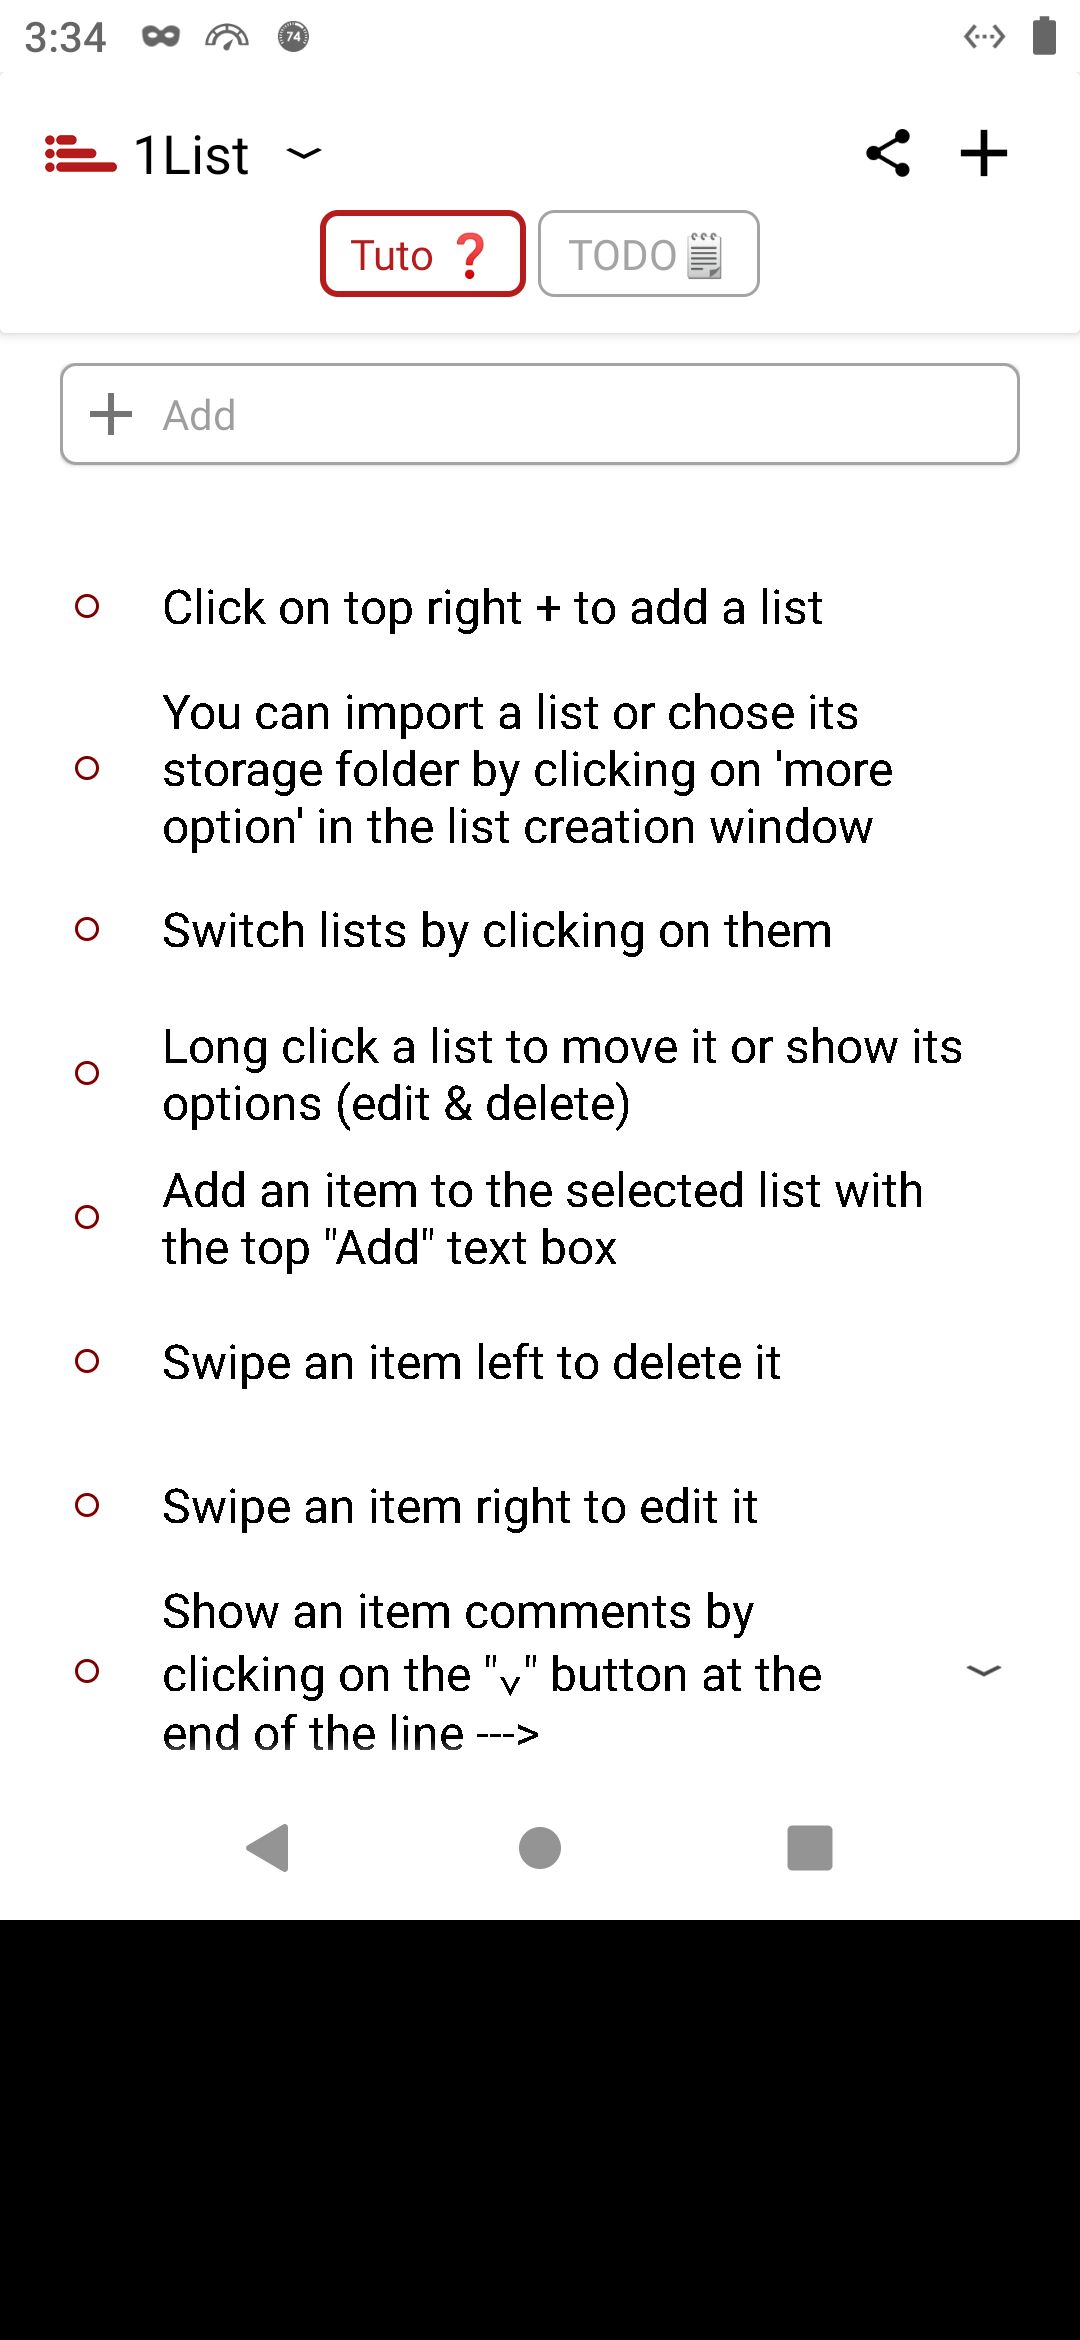 3:34
74
1List
Tuto ❓
TODO
Add
Click on top right + to add a list
You can import a list or chose its
storage folder by clicking on 'more
option' in the list creation window
Switch lists by clicking on them
Long click a list to move it or show its
options (edit & delete)
Add an item to the selected list with
the top "Add" text box
Swipe an item left to delete it
Swipe an item right to edit it
Show an item comments by
clicking on the "˅" button at the
end of the line --->